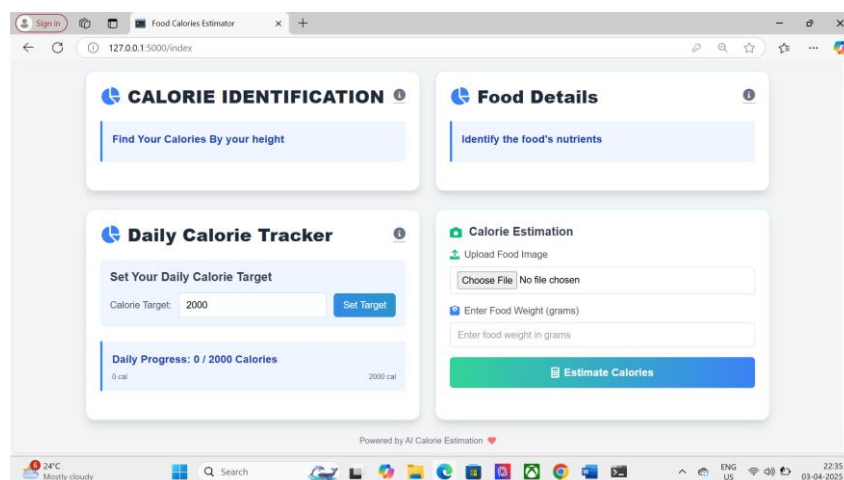 Sign in
Food Calories Estimator
127.0.0.1:5000/index
CALORIE IDENTIFICATION
Find Your Calories By your height
Food Details
Identify the food's nutrients
Daily Calorie Tracker
Set Your Daily Calorie Target
Calorie Target: 2000 Set Target
Daily Progress: 0 / 2000 Calories
0 cal 2000 cal
Calorie Estimation
Upload Food Image
Choose File No file chosen
Enter Food Weight (grams)
Enter food weight in grams
Estimate Calories
Powered by AI Calorie Estimation
6 24°C
Mostly cloudy
Search
ENG
US
22:35
03-04-2025